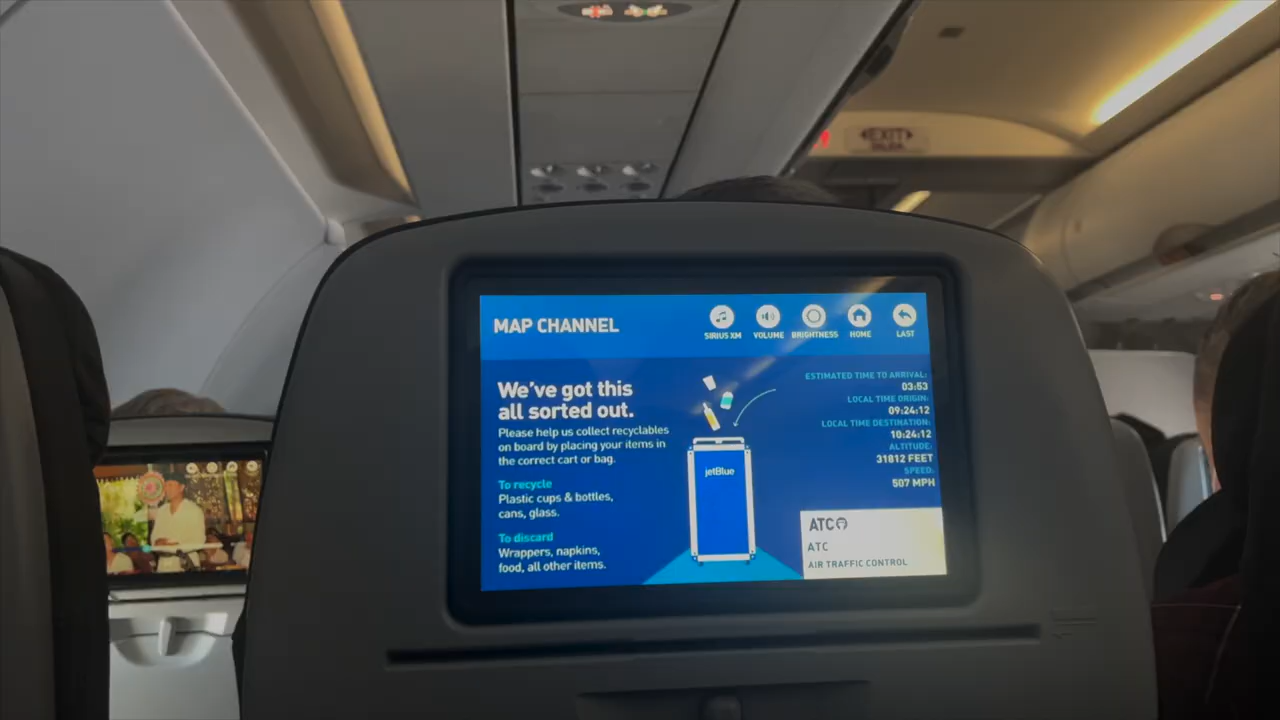 EXIT
SALIDA
MAP CHANNEL
SIRIUS XM
VOLUME
BRIGHTNESS
HOME
LAST
We've got this
all sorted out.
Please help us collect recyclables
on board by placing your items in
the correct cart or bag.
To recycle
Plastic cups & bottles,
cans, glass.
To discard
Wrappers, napkins,
food, all other items.
jetBlue
ESTIMATED TIME TO ARRIVAL:
03:53
LOCAL TIME ORIGIN:
09:24:12
LOCAL TIME DESTINATION:
10:24:12
ALTITUDE:
31812 FEET
SPEED:
507 MPH
ATC
ATC
AIR TRAFFIC CONTROL